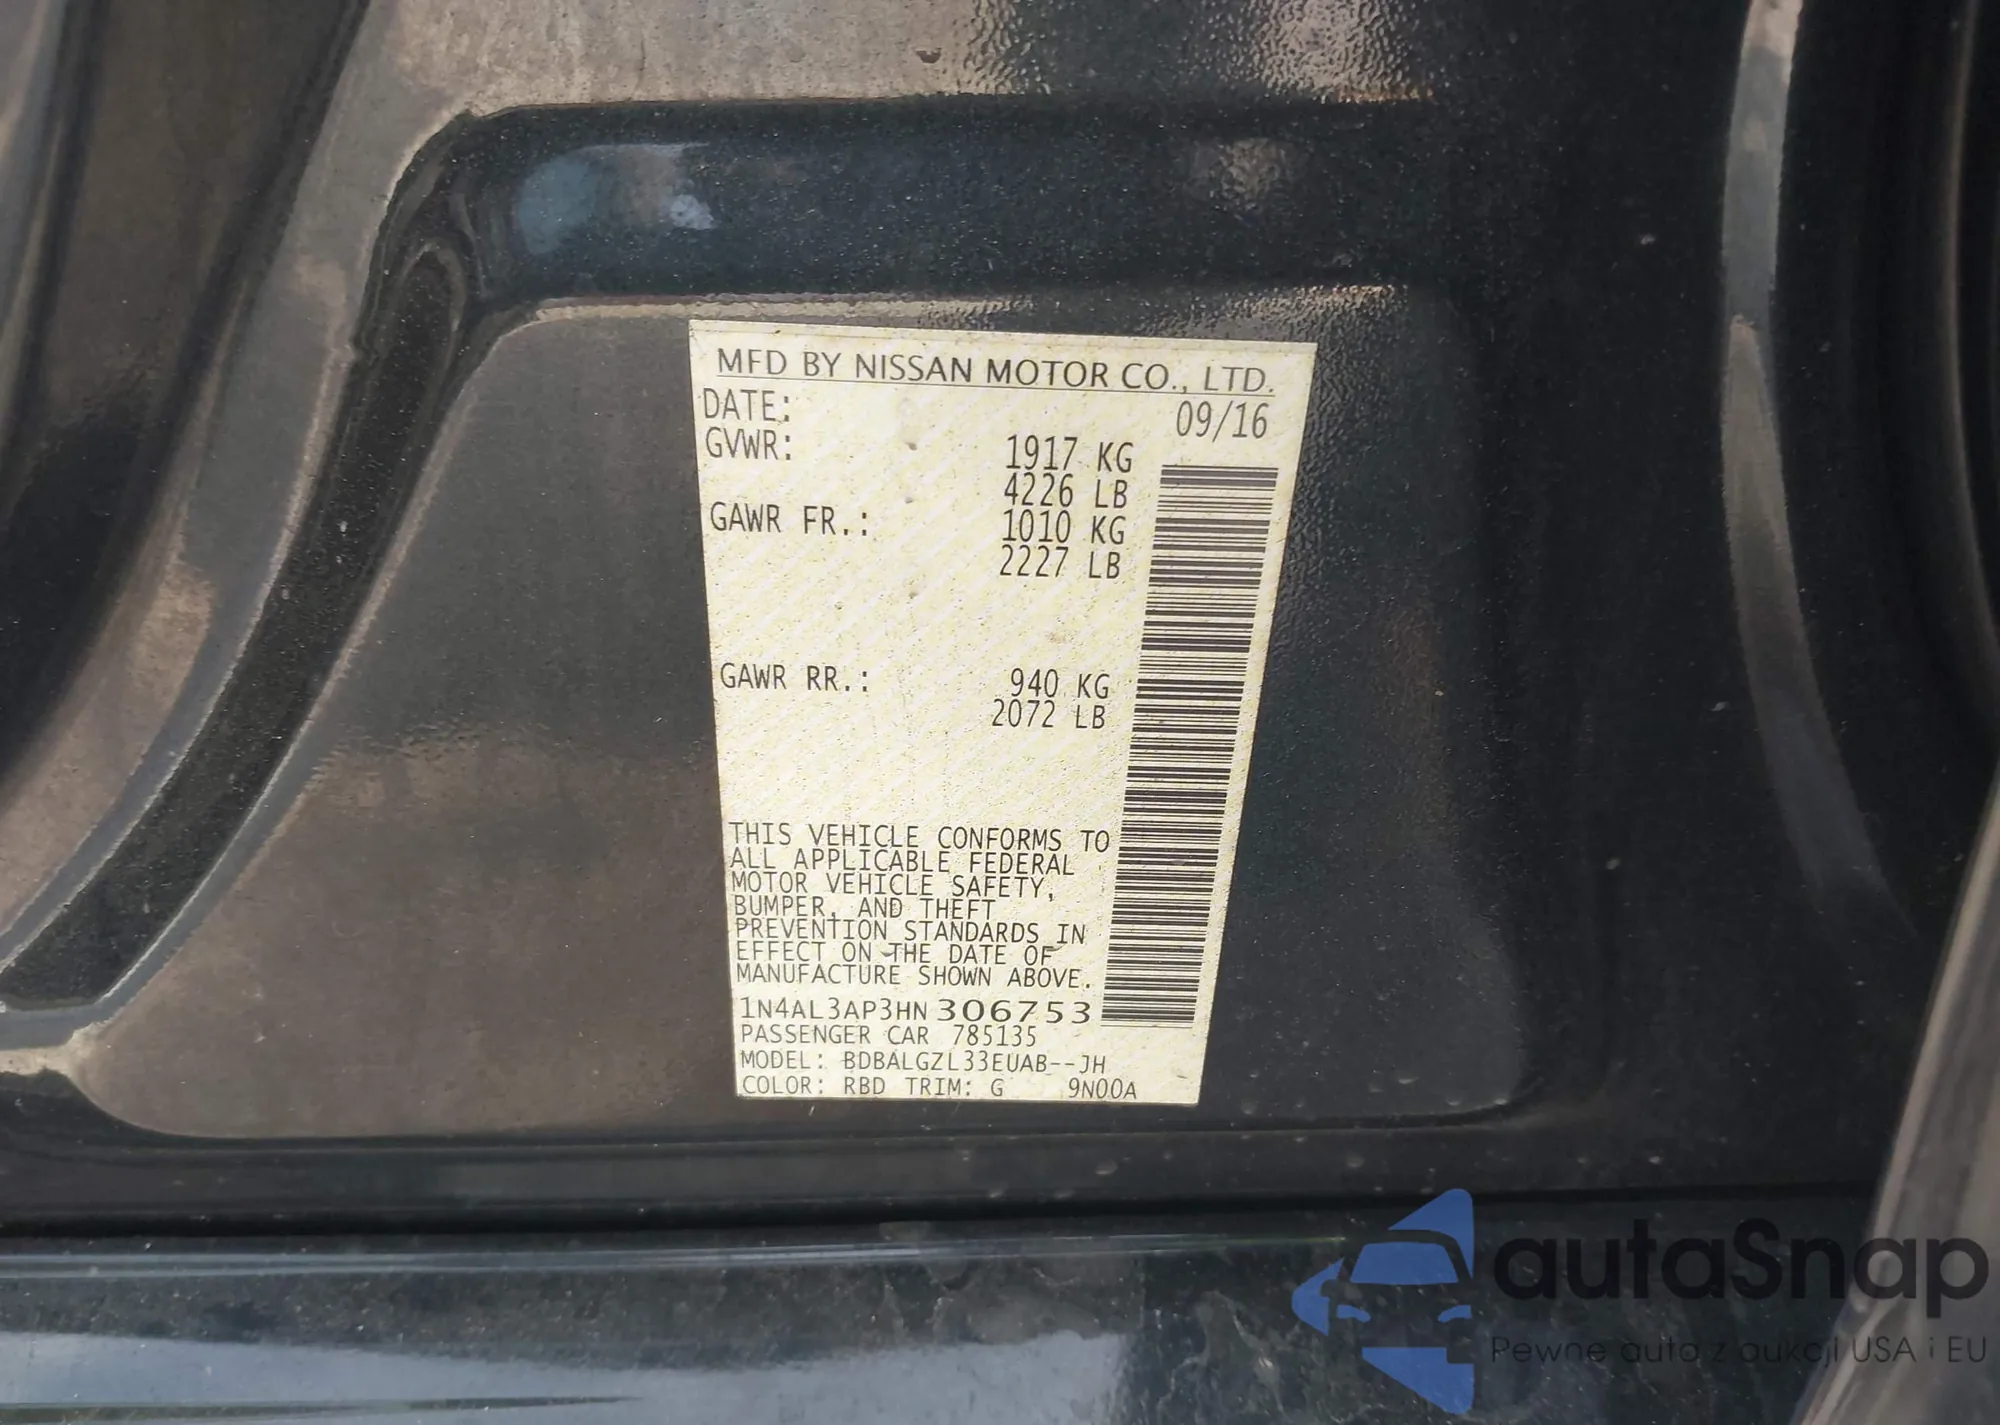 MFD BY NISSAN MOTOR CO., LTD.
DATE: 09/16
GVWR: 1917 KG
4226 LB
GAWR FR.: 1010 KG
2227 LB
GAWR RR.: 940 KG
2072 LB
THIS VEHICLE CONFORMS TO
ALL APPLICABLE FEDERAL
MOTOR VEHICLE SAFETY,
BUMPER, AND THEFT
PREVENTION STANDARDS IN
EFFECT ON THE DATE OF
MANUFACTURE SHOWN ABOVE.
1N4AL3AP3HN306753
PASSENGER CAR 785135
MODEL: BDBALGZL33EUAB--JH
COLOR: RBD TRIM: G 9N00A
autaSnap
Pewne auta z aukcji USA i EU